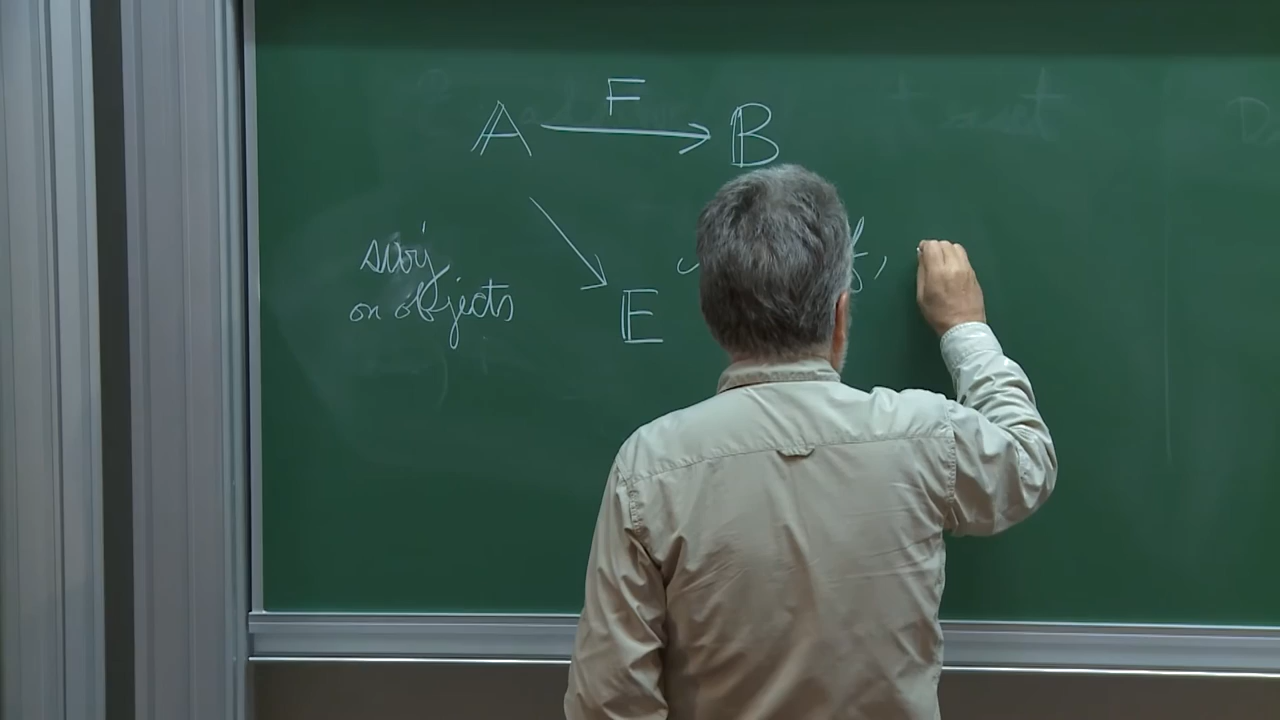 F
A → B
surj
on objects
E